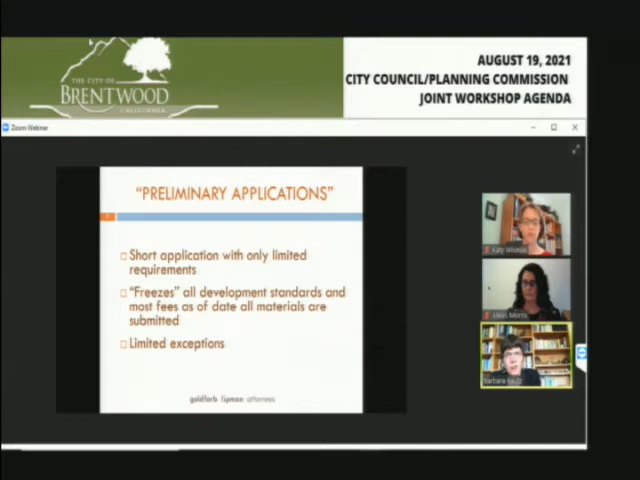 AUGUST 19, 2021
CITY COUNCIL/PLANNING COMMISSION
JOINT WORKSHOP AGENDA
THE CITY OF
BRENTWOOD
CALIFORNIA
Zoom Webinar
"PRELIMINARY APPLICATIONS"
Short application with only limited
requirements
"Freezes" all development standards and
most fees as of date all materials are
submitted
Limited exceptions
goldfarb lipman attorneys
Katy
Morris
Barbara Kautz